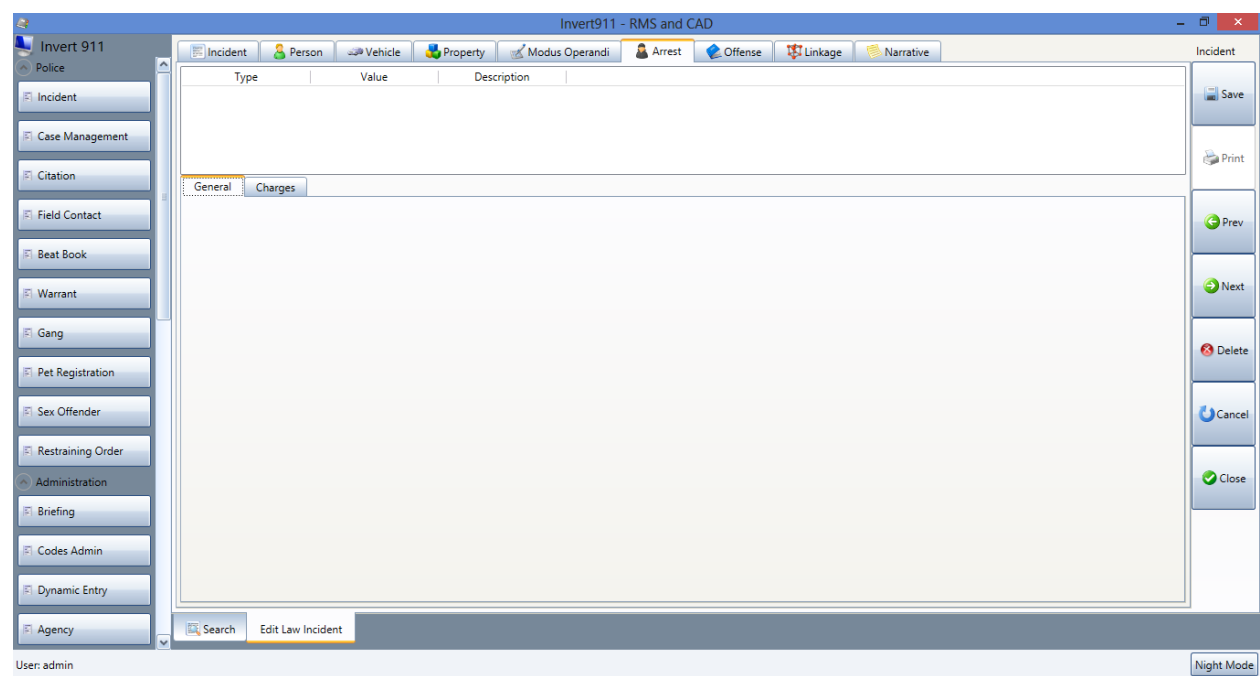 Invert911 - RMS and CAD
Invert 911
Police
Incident
Case Management
Citation
Field Contact
Beat Book
Warrant
Gang
Pet Registration
Sex Offender
Restraining Order
Administration
Briefing
Codes Admin
Dynamic Entry
Agency
Incident Person Vehicle Property Modus Operandi Arrest Offense Linkage Narrative
Type Value Description
General Charges
Search Edit Law Incident
Incident
Save
Print
Prev
Next
Delete
Cancel
Close
User: admin
Night Mode